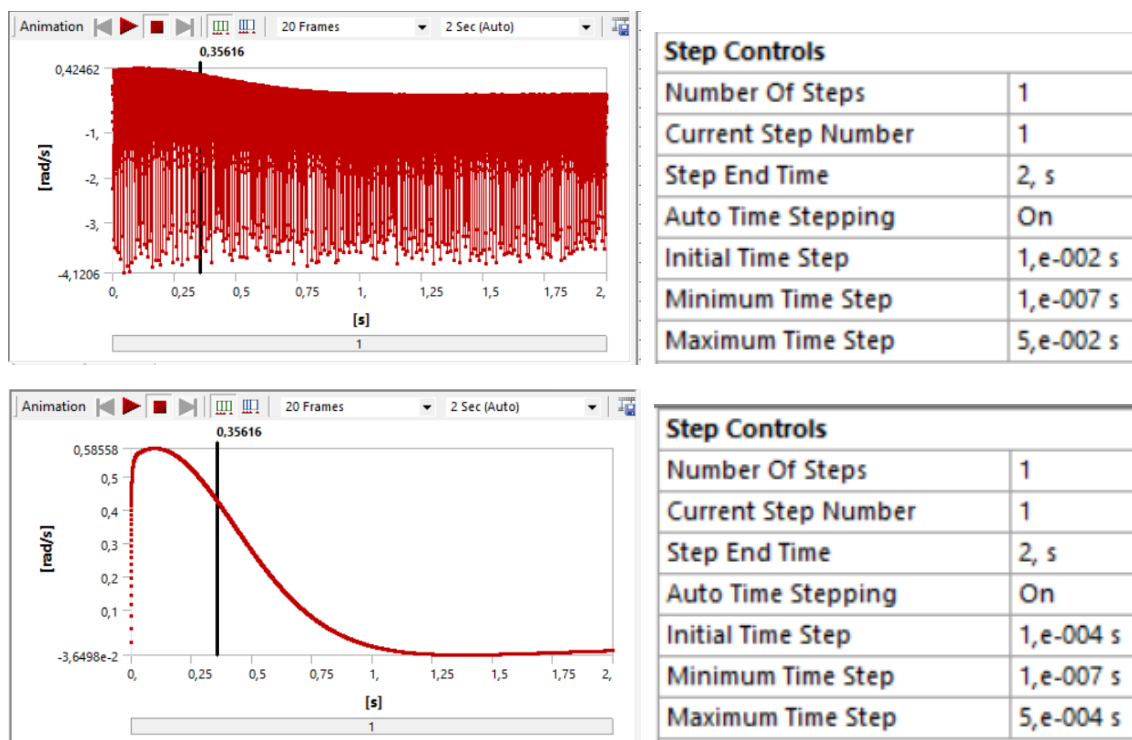 Animation 20 Frames 2 Sec (Auto)
0,35616
0,42462
-1,
-2,
-3,
-4,1206
[rad/s]
0, 0,25 0,5 0,75 1, 1,25 1,5 1,75 2,
[s]
1
Step Controls
Number Of Steps 1
Current Step Number 1
Step End Time 2, s
Auto Time Stepping On
Initial Time Step 1,e-002 s
Minimum Time Step 1,e-007 s
Maximum Time Step 5,e-002 s
Animation 20 Frames 2 Sec (Auto)
0,35616
0,58558
0,5
0,4
0,3
0,2
0,1
-3,6498e-2
[rad/s]
0, 0,25 0,5 0,75 1, 1,25 1,5 1,75 2,
[s]
1
Step Controls
Number Of Steps 1
Current Step Number 1
Step End Time 2, s
Auto Time Stepping On
Initial Time Step 1,e-004 s
Minimum Time Step 1,e-007 s
Maximum Time Step 5,e-004 s